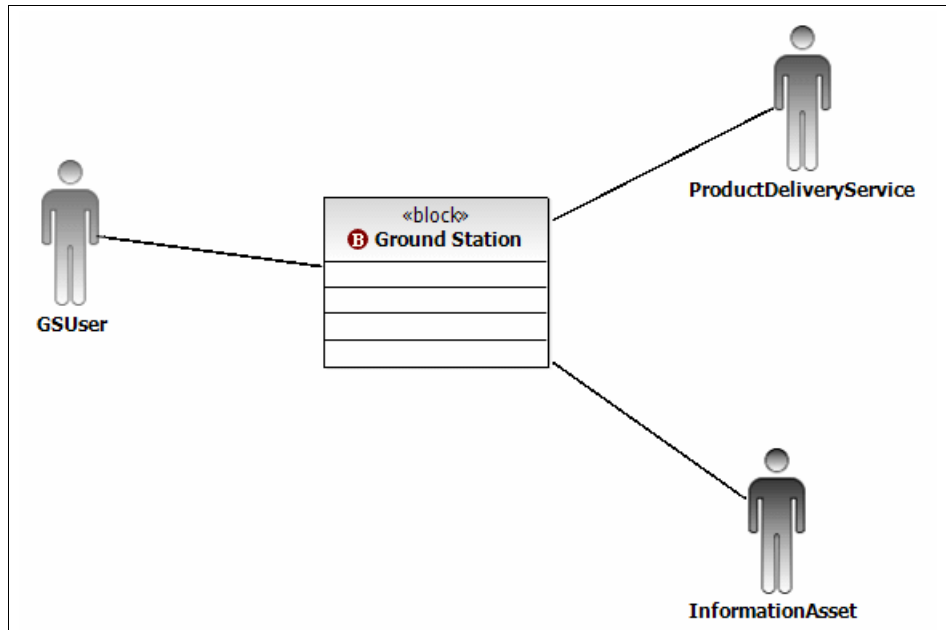 ProductDeliveryService
«block»
B Ground Station
GSUser
InformationAsset